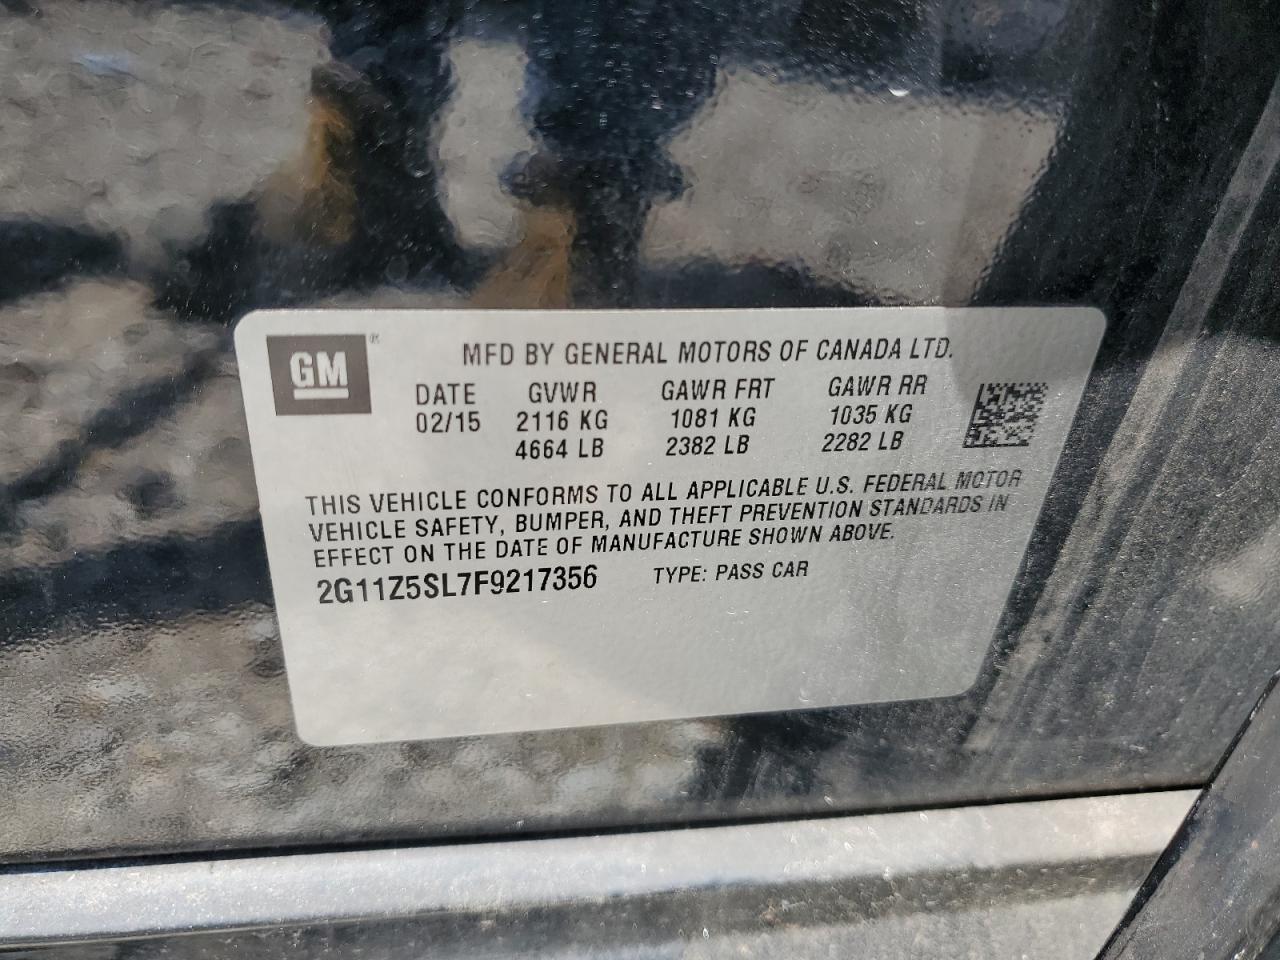 GM ®
MFD BY GENERAL MOTORS OF CANADA LTD.
DATE GVWR GAWR FRT GAWR RR
02/15 2116 KG 1081 KG 1035 KG
4664 LB 2382 LB 2282 LB
THIS VEHICLE CONFORMS TO ALL APPLICABLE U.S. FEDERAL MOTOR
VEHICLE SAFETY, BUMPER, AND THEFT PREVENTION STANDARDS IN
EFFECT ON THE DATE OF MANUFACTURE SHOWN ABOVE.
2G11Z5SL7F9217356 TYPE: PASS CAR